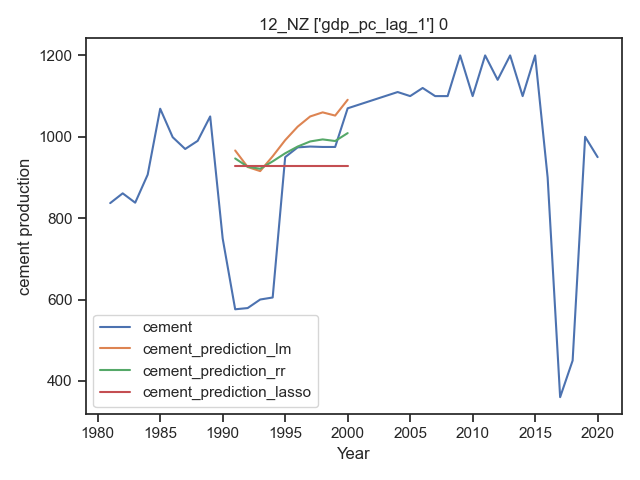 12_NZ ['gdp_pc_lag_1'] 0
1200
1000
800
600
400
cement production
cement
cement_prediction_lm
cement_prediction_rr
cement_prediction_lasso
1980 1985 1990 1995 2000 2005 2010 2015 2020
Year